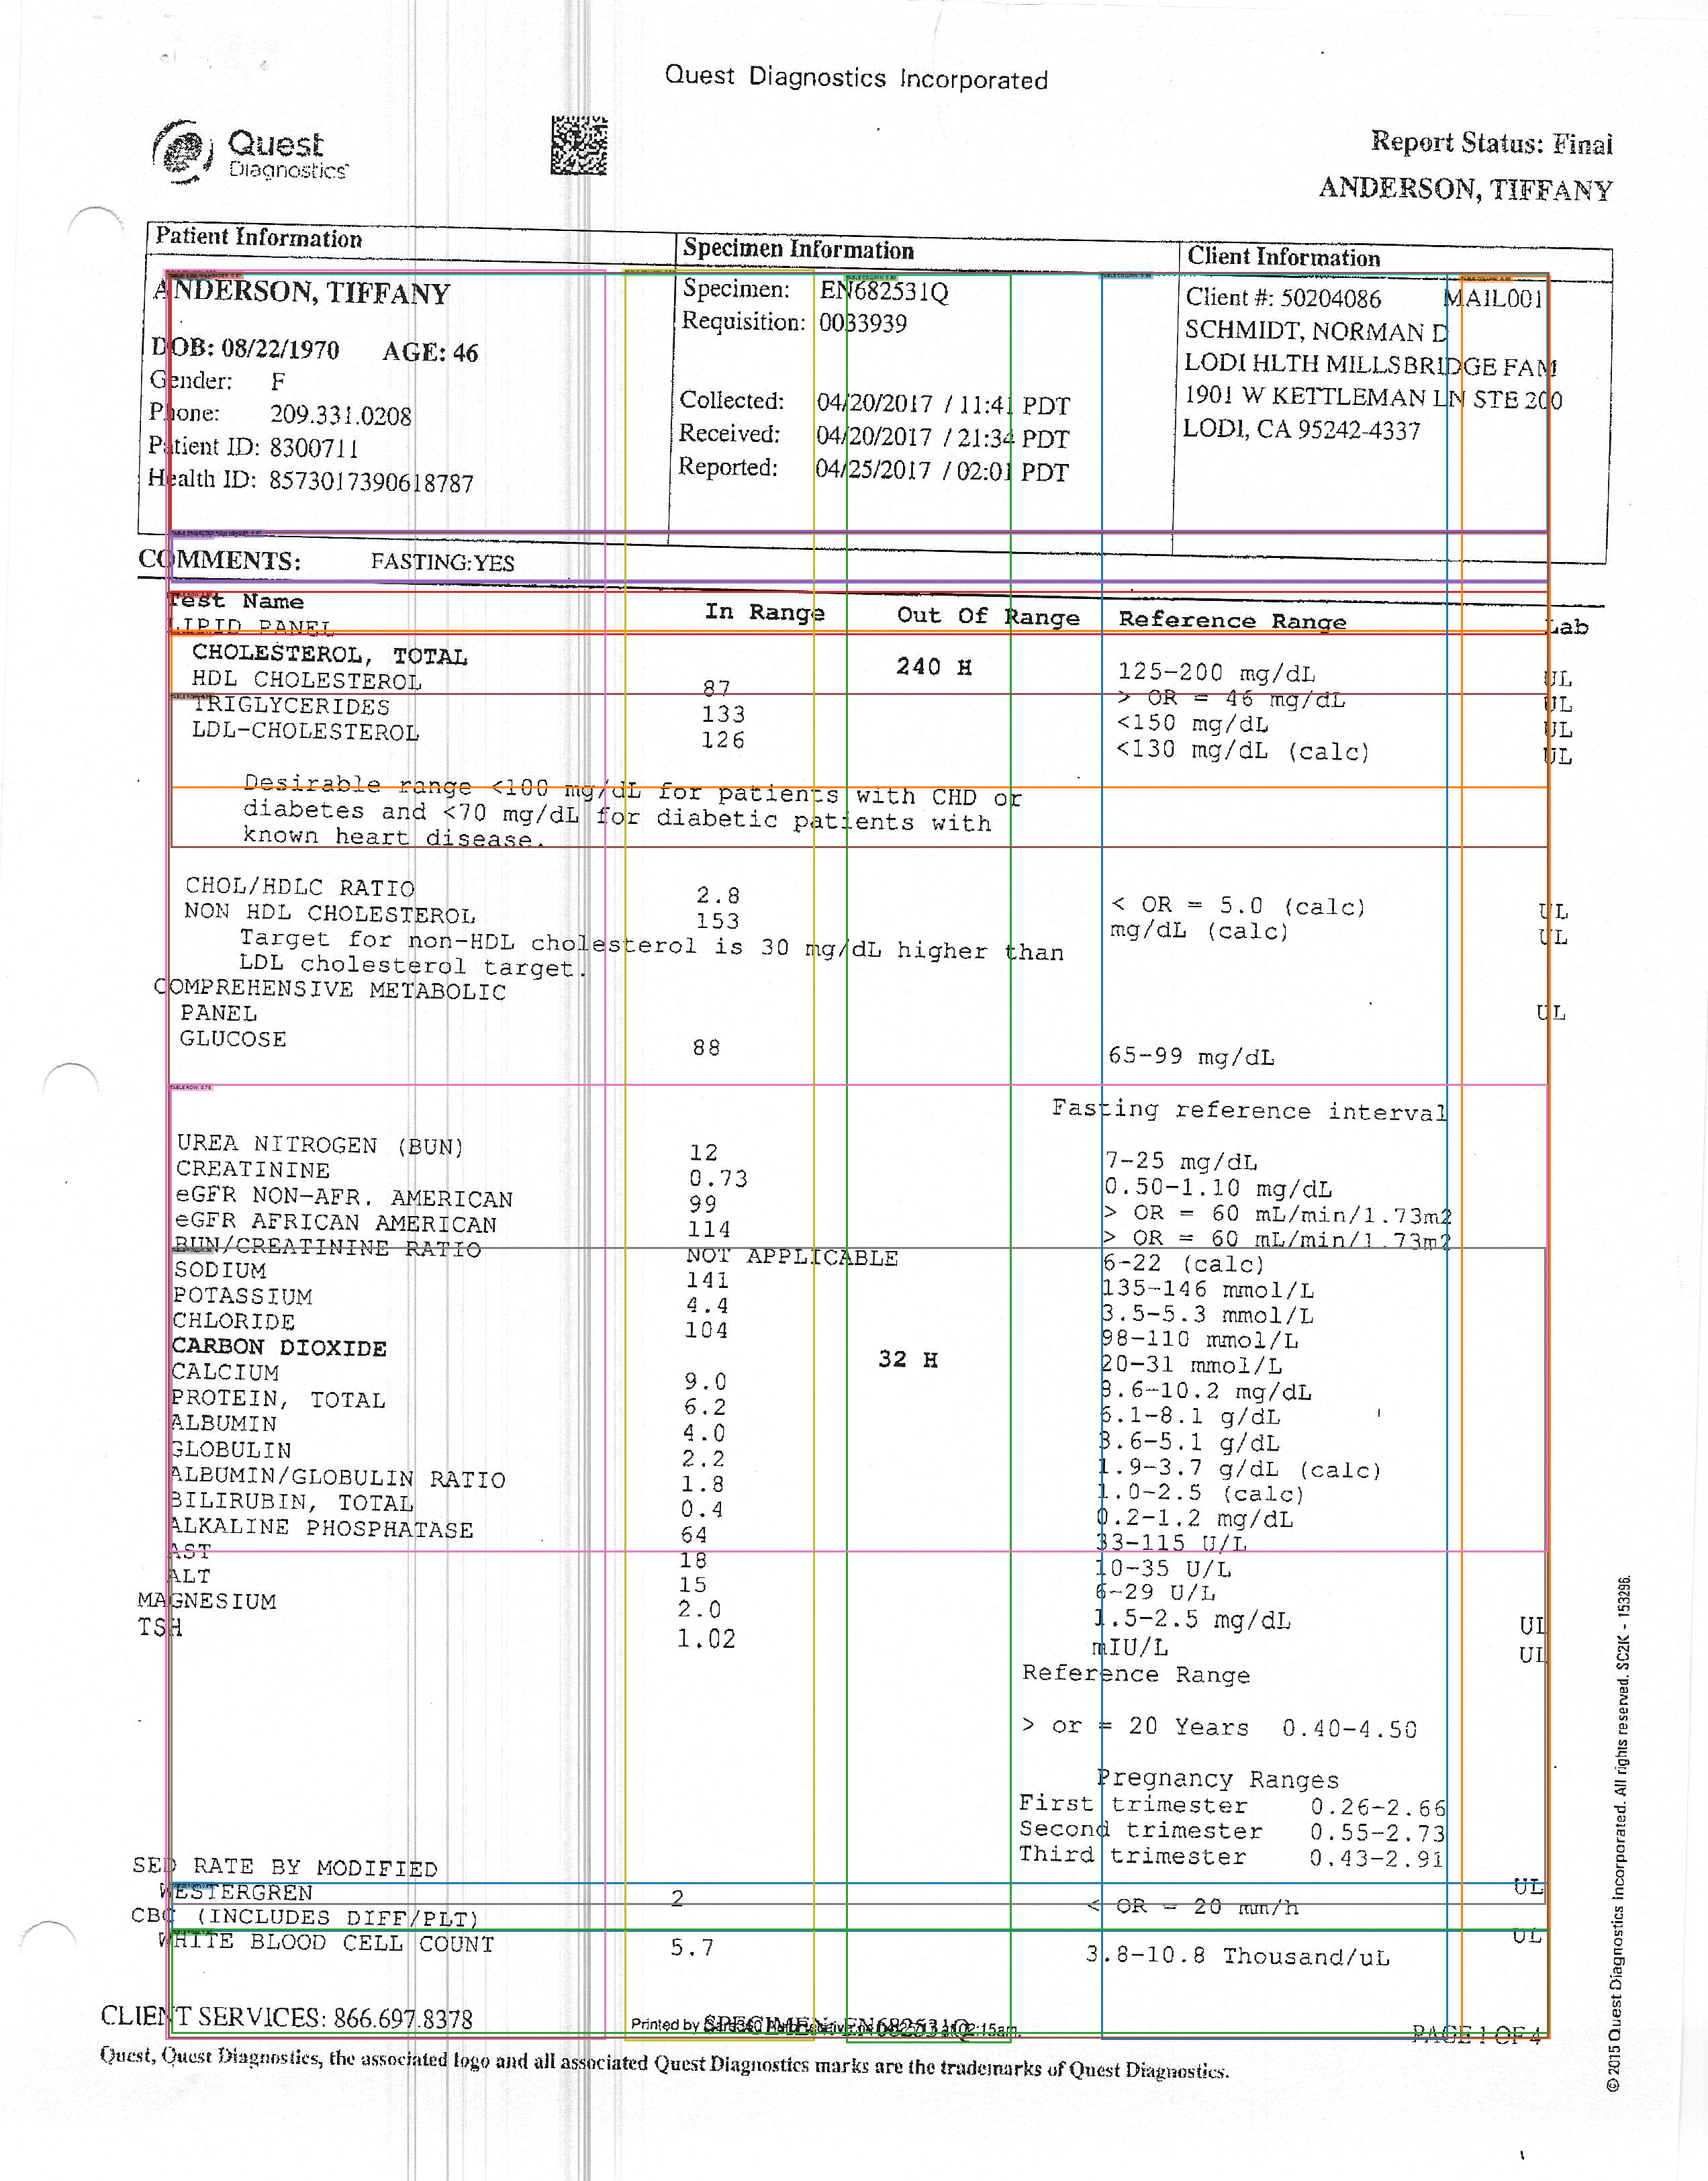 Quest Diagnostics Incorporated
Quest
Diagnostics
Report Status: Final
ANDERSON, TIFFANY
Patient Information
Specimen Information
Client Information
ANDERSON, TIFFANY
DOB: 08/22/1970 AGE: 46
Gender: F
Phone: 209.331.0208
Patient ID: 8300711
Health ID: 8573017390618787
Specimen: EN682531Q
Requisition: 0033939
Collected: 04/20/2017 / 11:41 PDT
Received: 04/20/2017 / 21:34 PDT
Reported: 04/25/2017 / 02:01 PDT
Client #: 50204086 MAIL001
SCHMIDT, NORMAN D
LODI HLTH MILLSBRIDGE FAM
1901 W KETTLEMAN LN STE 200
LODI, CA 95242-4337
COMMENTS: FASTING:YES
Test Name In Range Out Of Range Reference Range Lab
LIPID PANEL
CHOLESTEROL, TOTAL 240 H 125-200 mg/dL UL
HDL CHOLESTEROL 87 > OR = 46 mg/dL UL
TRIGLYCERIDES 133 <150 mg/dL UL
LDL-CHOLESTEROL 126 <130 mg/dL (calc) UL
Desirable range <100 mg/dL for patients with CHD or
diabetes and <70 mg/dL for diabetic patients with
known heart disease.
CHOL/HDLC RATIO 2.8 < OR = 5.0 (calc) UL
NON HDL CHOLESTEROL 153 mg/dL (calc) UL
Target for non-HDL cholesterol is 30 mg/dL higher than
LDL cholesterol target.
COMPREHENSIVE METABOLIC
PANEL UL
GLUCOSE 88 65-99 mg/dL
Fasting reference interval
UREA NITROGEN (BUN) 12 7-25 mg/dL
CREATININE 0.73 0.50-1.10 mg/dL
eGFR NON-AFR. AMERICAN 99 > OR = 60 mL/min/1.73m2
eGFR AFRICAN AMERICAN 114 > OR = 60 mL/min/1.73m2
BUN/CREATININE RATIO NOT APPLICABLE 6-22 (calc)
SODIUM 141 135-146 mmol/L
POTASSIUM 4.4 3.5-5.3 mmol/L
CHLORIDE 104 98-110 mmol/L
CARBON DIOXIDE 32 H 20-31 mmol/L
CALCIUM 9.0 8.6-10.2 mg/dL
PROTEIN, TOTAL 6.2 6.1-8.1 g/dL
ALBUMIN 4.0 3.6-5.1 g/dL
GLOBULIN 2.2 1.9-3.7 g/dL (calc)
ALBUMIN/GLOBULIN RATIO 1.8 1.0-2.5 (calc)
BILIRUBIN, TOTAL 0.4 0.2-1.2 mg/dL
ALKALINE PHOSPHATASE 64 33-115 U/L
AST 18 10-35 U/L
ALT 15 6-29 U/L
MAGNESIUM 2.0 1.5-2.5 mg/dL UL
TSH 1.02 mIU/L UL
Reference Range
> or = 20 Years 0.40-4.50
Pregnancy Ranges
First trimester 0.26-2.66
Second trimester 0.55-2.73
Third trimester 0.43-2.91
SED RATE BY MODIFIED
WESTERGREN 2 < OR = 20 mm/h UL
CBC (INCLUDES DIFF/PLT) UL
WHITE BLOOD CELL COUNT 5.7 3.8-10.8 Thousand/uL
CLIENT SERVICES: 866.697.8378 SPECIMEN: EN682531Q PAGE 1 OF 4
Printed by
Quest, Quest Diagnostics, the associated logo and all associated Quest Diagnostics marks are the trademarks of Quest Diagnostics.
© 2015 Quest Diagnostics Incorporated. All rights reserved. SC2K - 153296.